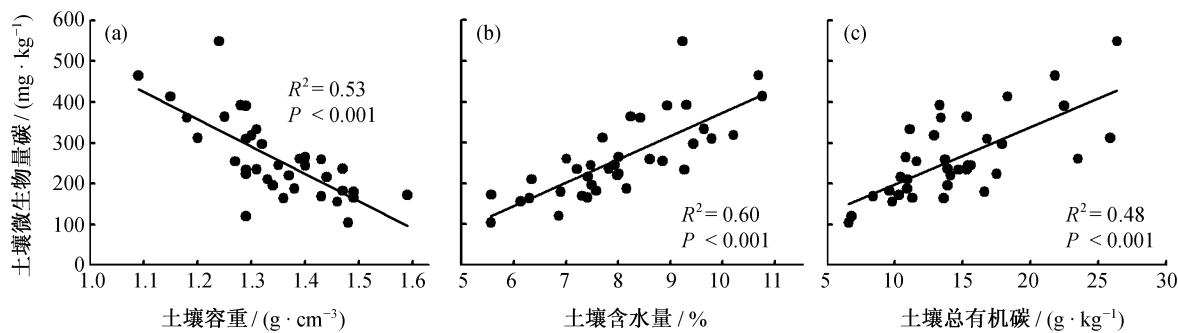 土壤微生物量碳 / (mg · kg⁻¹)
600
500
400
300
200
100
0
(a)
R² = 0.53
P < 0.001
1.0 1.1 1.2 1.3 1.4 1.5 1.6
土壤容重 / (g · cm⁻³)
(b)
R² = 0.60
P < 0.001
5 6 7 8 9 10 11
土壤含水量 / %
(c)
R² = 0.48
P < 0.001
5 10 15 20 25 30
土壤总有机碳 / (g · kg⁻¹)